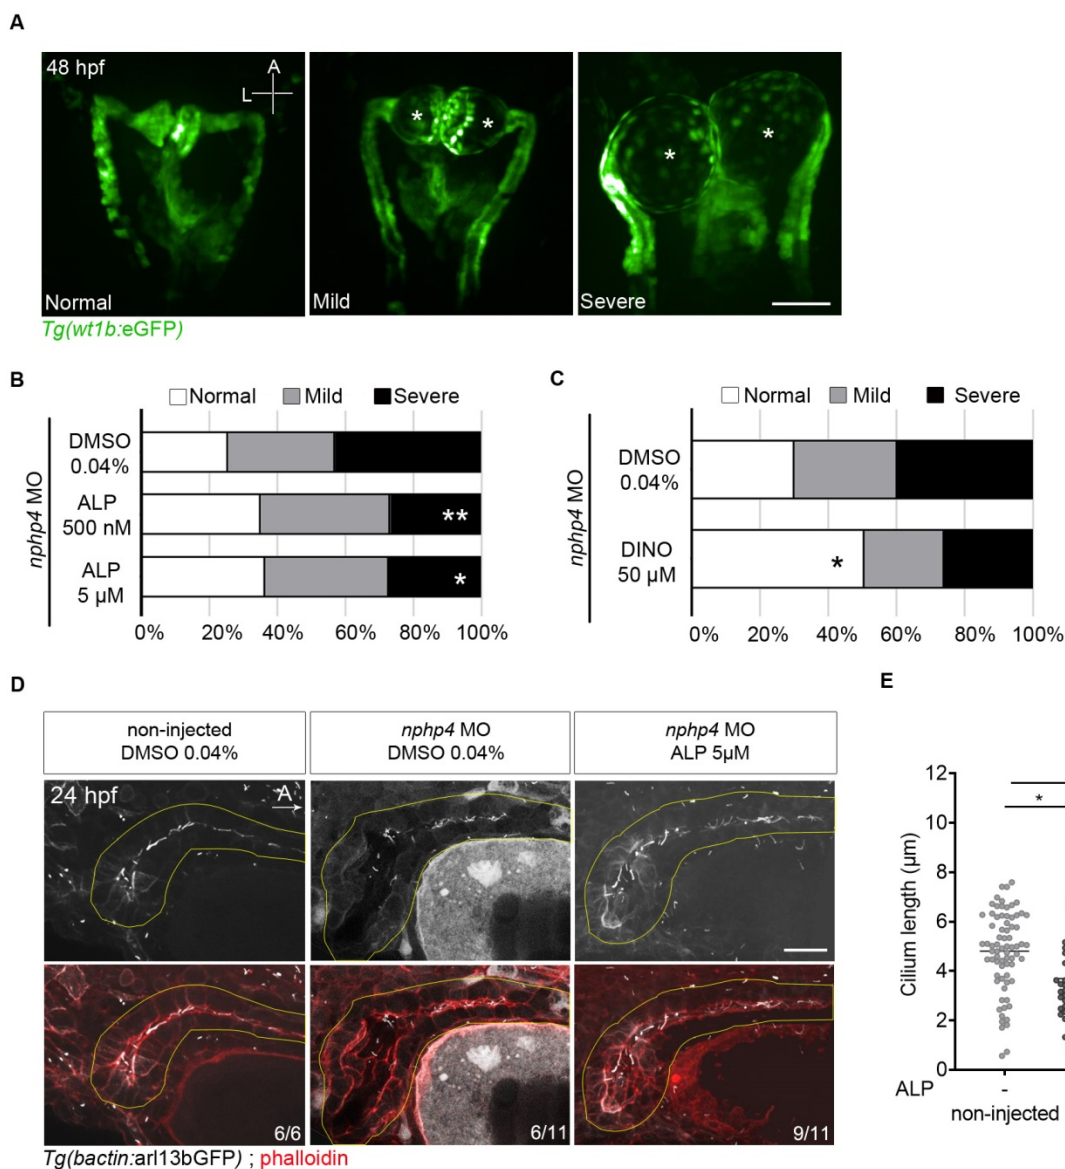 A
48 hpf
A
L
*
*
*
*
Normal
Mild
Severe
Tg(wt1b:eGFP)
B
Normal Mild Severe
nphp4 MO
DMSO
0.04%
ALP
500 nM
**
ALP
5 µM
*
0% 20% 40% 60% 80% 100%
C
Normal Mild Severe
nphp4 MO
DMSO
0.04%
DINO
50 µM
*
0% 20% 40% 60% 80% 100%
D
non-injected
DMSO 0.04%
nphp4 MO
DMSO 0.04%
nphp4 MO
ALP 5µM
24 hpf
A
6/6
6/11
9/11
Tg(bactin:arl13bGFP) ; phalloidin
E
*
Cilium length (µm)
12
10
8
6
4
2
0
ALP
-
non-injected